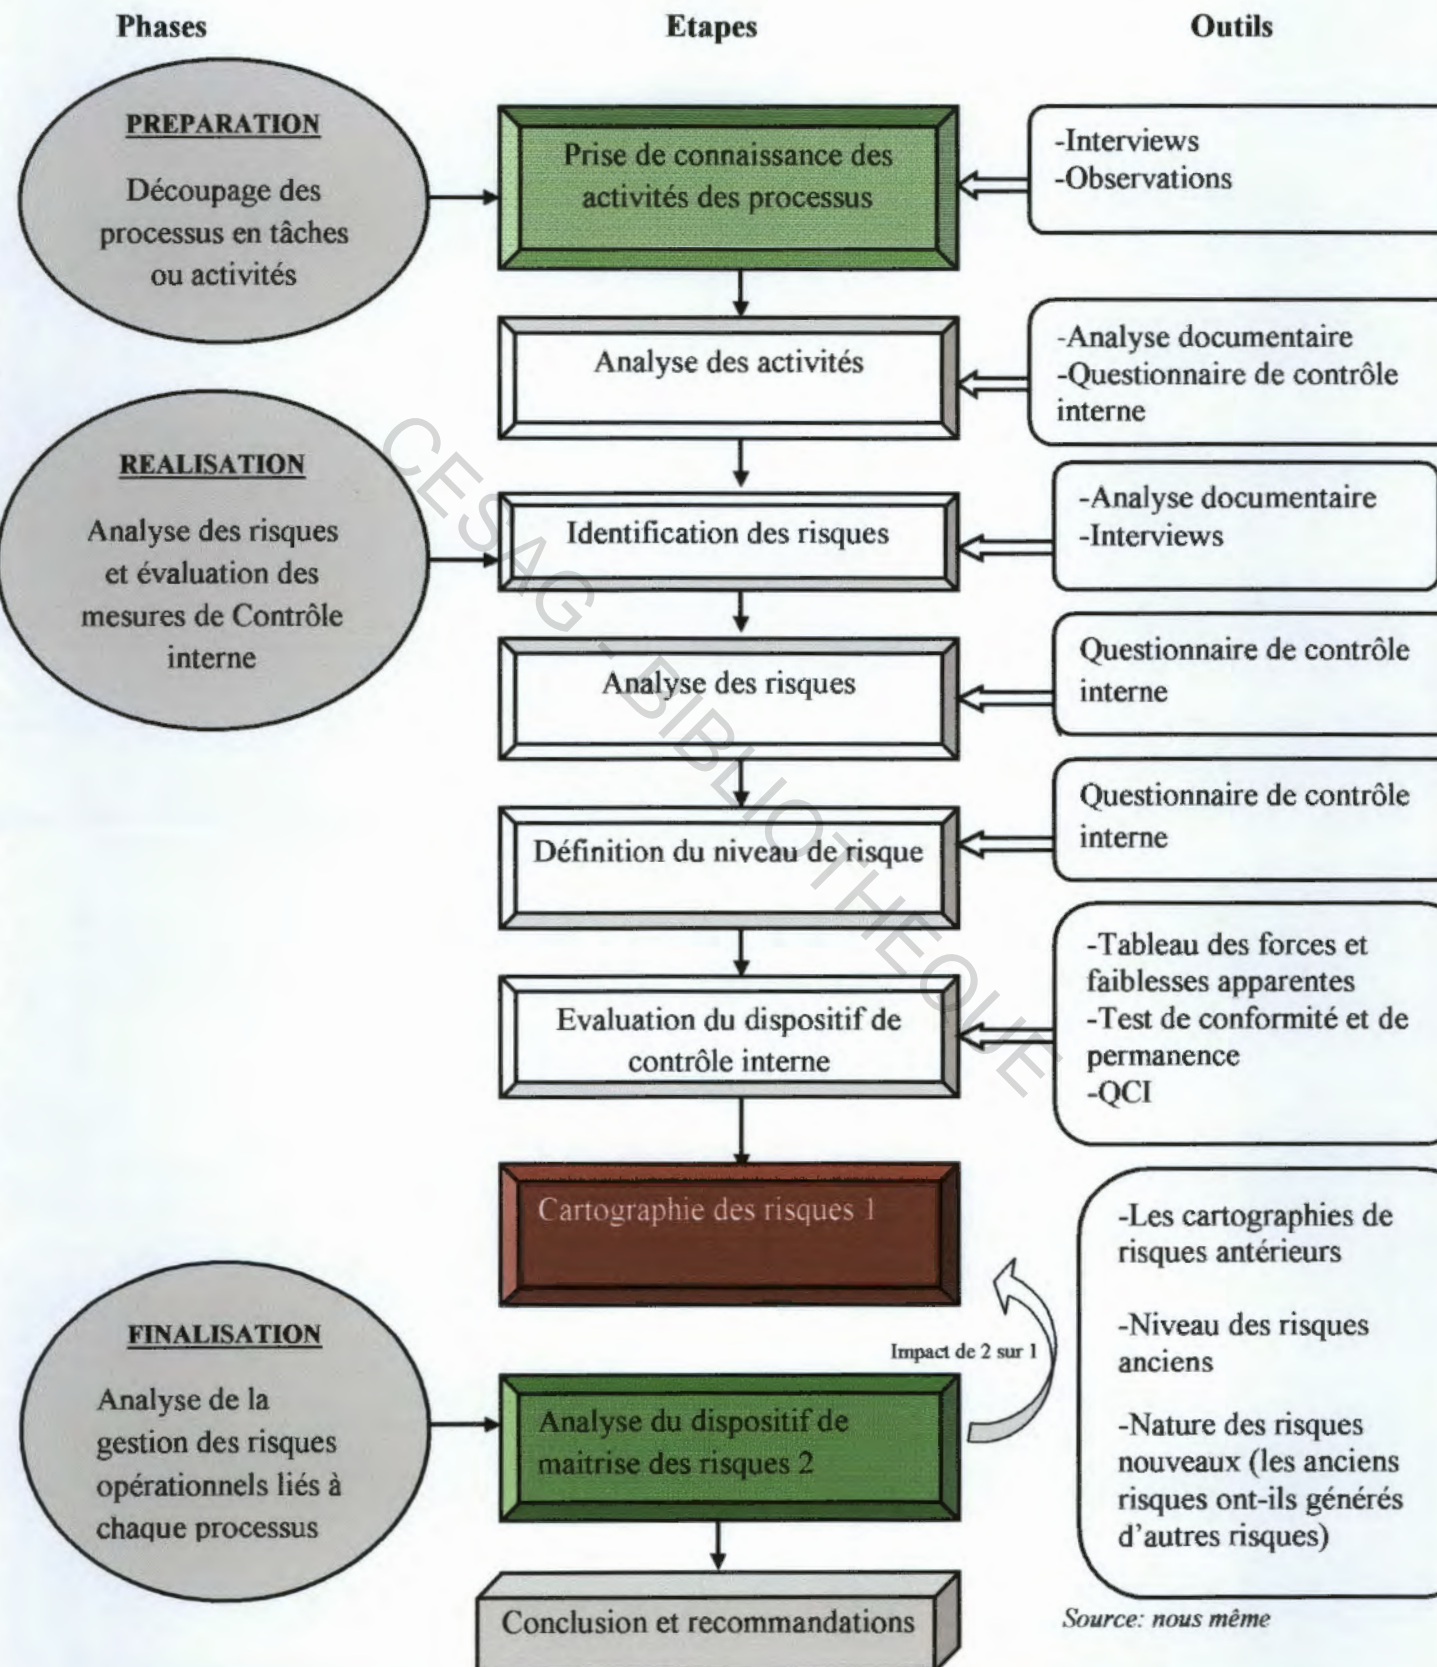 Phases
Etapes
Outils
PREPARATION
Découpage des
processus en tâches
ou activités
Prise de connaissance des
activités des processus
-Interviews
-Observations
Analyse des activités
-Analyse documentaire
-Questionnaire de contrôle
interne
REALISATION
Analyse des risques
et évaluation des
mesures de Contrôle
interne
Identification des risques
-Analyse documentaire
-Interviews
Analyse des risques
Questionnaire de contrôle
interne
Définition du niveau de risque
Questionnaire de contrôle
interne
Evaluation du dispositif de
contrôle interne
-Tableau des forces et
faiblesses apparentes
-Test de conformité et de
permanence
-QCI
Cartographie des risques 1
-Les cartographies de
risques antérieurs
-Niveau des risques
anciens
-Nature des risques
nouveaux (les anciens
risques ont-ils générés
d'autres risques)
Impact de 2 sur 1
FINALISATION
Analyse de la
gestion des risques
opérationnels liés à
chaque processus
Analyse du dispositif de
maitrise des risques 2
Conclusion et recommandations
Source: nous même
CESAG - BIBLIOTHEQUE